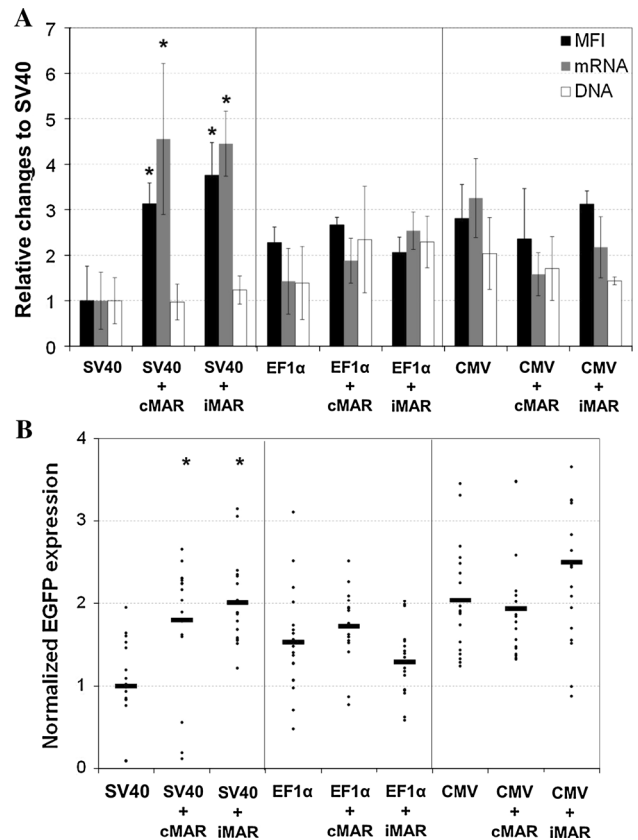 A
Relative changes to SV40
7
6
5
4
3
2
1
0
MFI
mRNA
DNA
*
*
*
*
SV40
SV40 + cMAR
SV40 + iMAR
EF1α
EF1α + cMAR
EF1α + iMAR
CMV
CMV + cMAR
CMV + iMAR
B
Normalized EGFP expression
4
3
2
1
0
*
*
SV40
SV40 + cMAR
SV40 + iMAR
EF1α
EF1α + cMAR
EF1α + iMAR
CMV
CMV + cMAR
CMV + iMAR